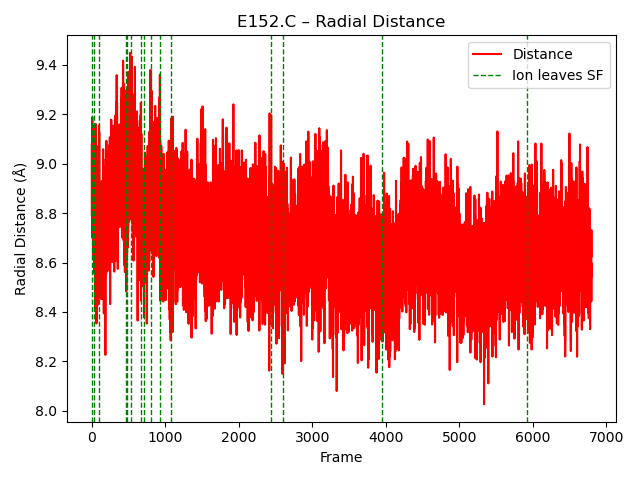 E152.C – Radial Distance
Distance
Ion leaves SF
9.4
9.2
9.0
8.8
8.6
8.4
8.2
8.0
Radial Distance (Å)
0 1000 2000 3000 4000 5000 6000 7000
Frame